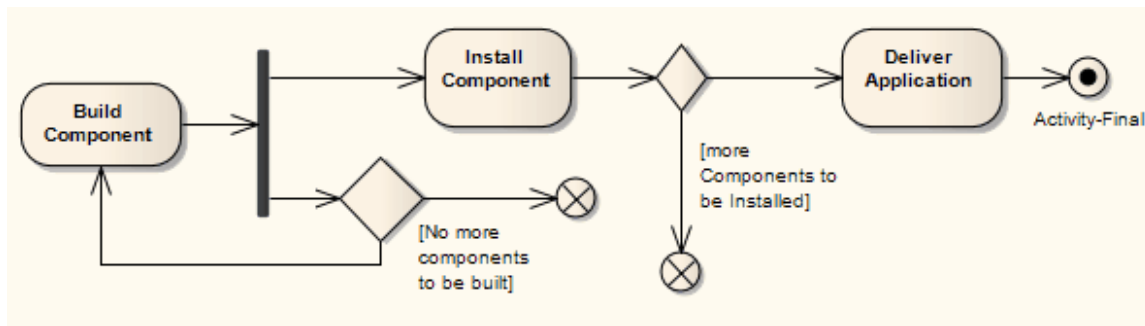 Build
Component
Install
Component
Deliver
Application
Activity-Final
[more
Components to
be Installed]
[No more
components
to be built]